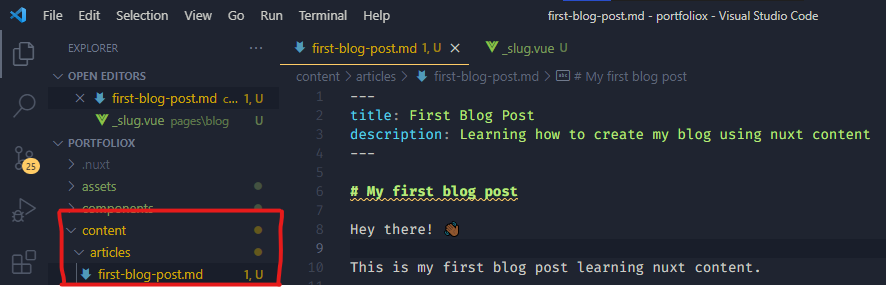 File Edit Selection View Go Run Terminal Help first-blog-post.md - portfoliox - Visual Studio Code
EXPLORER ···
first-blog-post.md 1, U
_slug.vue U
OPEN EDITORS
first-blog-post.md c... 1, U
_slug.vue pages\blog U
PORTFOLIOX
.nuxt
assets
components
content
articles
first-blog-post.md 1, U
25
content > articles > first-blog-post.md > # My first blog post
1 ---
2 title: First Blog Post
3 description: Learning how to create my blog using nuxt content
4 ---
5
6 # My first blog post
7
8 Hey there! 👋🏾
9
10 This is my first blog post learning nuxt content.